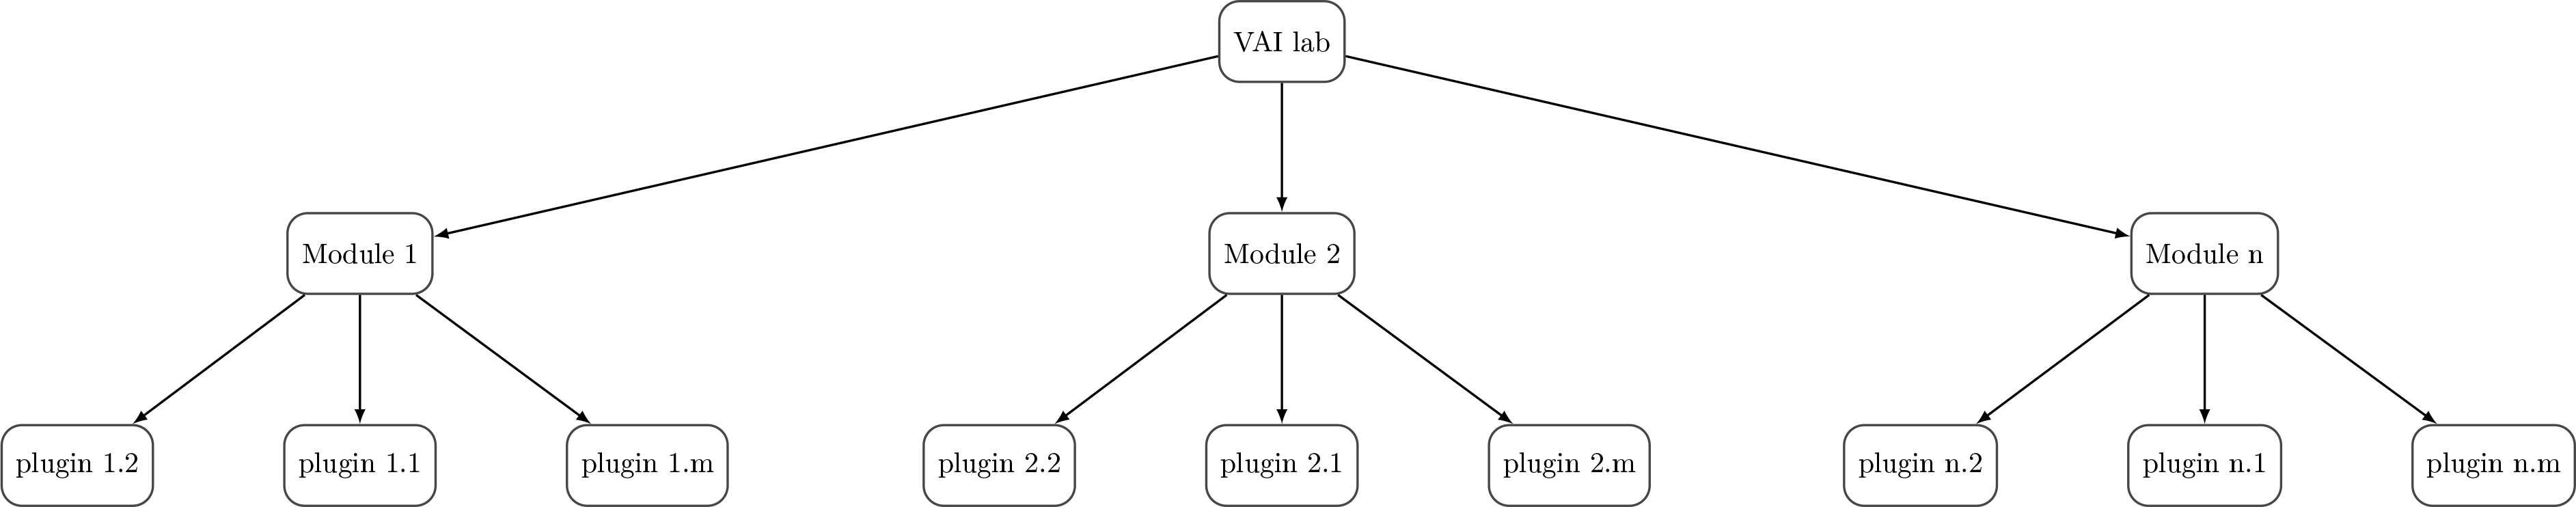 VAI lab
Module 1
Module 2
Module n
plugin 1.2
plugin 1.1
plugin 1.m
plugin 2.2
plugin 2.1
plugin 2.m
plugin n.2
plugin n.1
plugin n.m